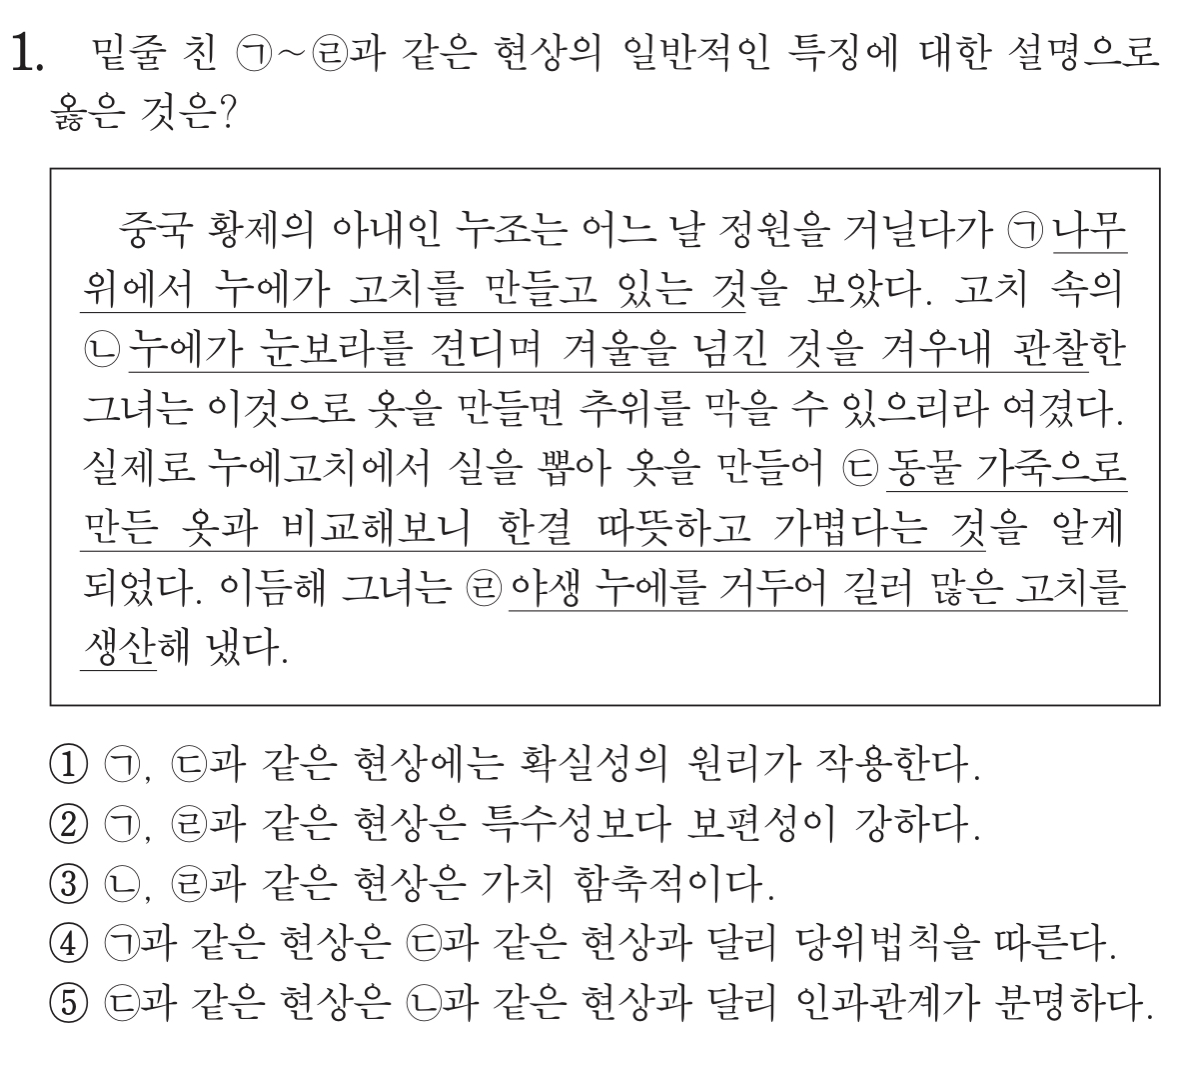 1. 밑줄 친 ㉠~㉣과 같은 현상의 일반적인 특징에 대한 설명으로
옳은 것은?
중국 황제의 아내인 누조는 어느 날 정원을 거닐다가 ㉠나무
위에서 누에가 고치를 만들고 있는 것을 보았다. 고치 속의
㉡누에가 눈보라를 견디며 겨울을 넘긴 것을 겨우내 관찰한
그녀는 이것으로 옷을 만들면 추위를 막을 수 있으리라 여겼다.
실제로 누에고치에서 실을 뽑아 옷을 만들어 ㉢동물 가죽으로
만든 옷과 비교해보니 한결 따뜻하고 가볍다는 것을 알게
되었다. 이듬해 그녀는 ㉣야생 누에를 거두어 길러 많은 고치를
생산해 냈다.
① ㉠, ㉢과 같은 현상에는 확실성의 원리가 작용한다.
② ㉠, ㉣과 같은 현상은 특수성보다 보편성이 강하다.
③ ㉡, ㉣과 같은 현상은 가치 함축적이다.
④ ㉠과 같은 현상은 ㉢과 같은 현상과 달리 당위법칙을 따른다.
⑤ ㉢과 같은 현상은 ㉡과 같은 현상과 달리 인과관계가 분명하다.